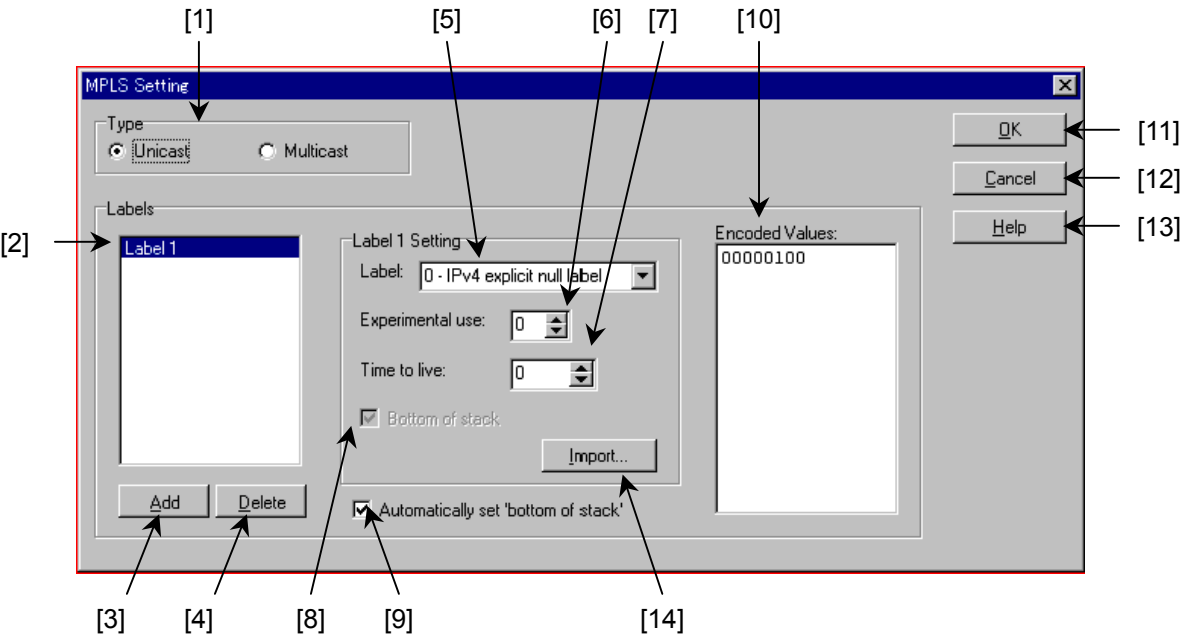 [1] [5] [6] [7] [10]
MPLS Setting
Type
Unicast Multicast
OK [11]
Cancel [12]
Help [13]
Labels
[2] Label 1
Label 1 Setting
Label: 0 - IPv4 explicit null label
Experimental use: 0
Time to live: 0
Bottom of stack
Import...
Encoded Values:
00000100
Add Delete
Automatically set 'bottom of stack'
[3] [4] [8] [9] [14]